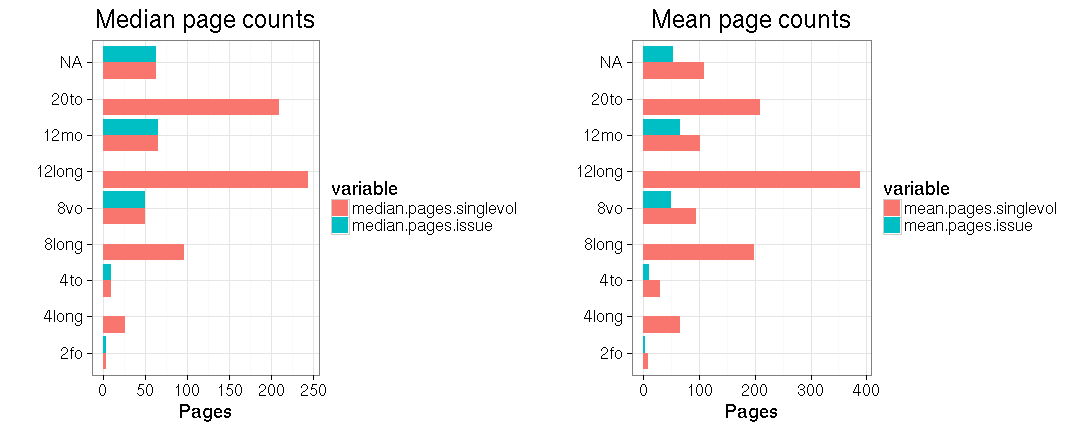 Median page counts
NA
20to
12mo
12long
8vo
8long
4to
4long
2fo
0 50 100 150 200 250
Pages
variable
median.pages.singlevol
median.pages.issue
Mean page counts
NA
20to
12mo
12long
8vo
8long
4to
4long
2fo
0 100 200 300 400
Pages
variable
mean.pages.singlevol
mean.pages.issue